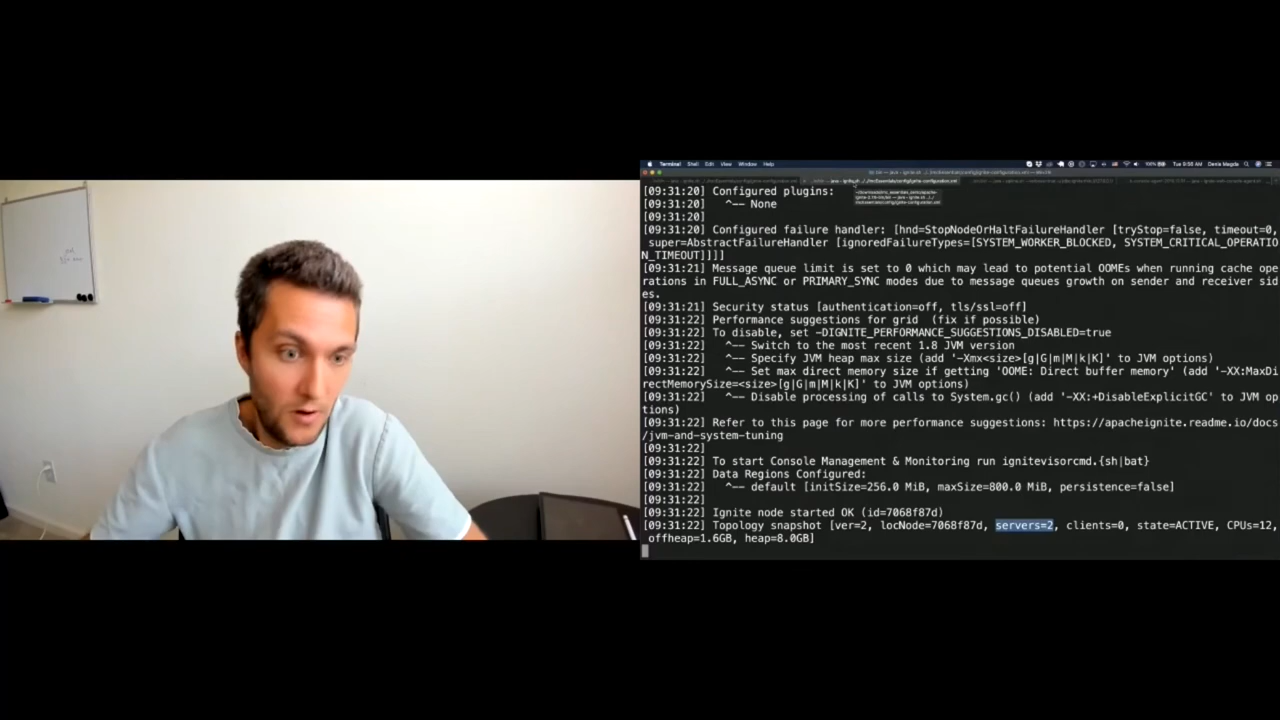 Terminal Shell Edit View Window Help
100% Tue 9:56 AM Denis Magda
[09:31:20] Configured plugins:
[09:31:20]   ^-- None
[09:31:20]
[09:31:20] Configured failure handler: [hnd=StopNodeOrHaltFailureHandler [tryStop=false, timeout=0,
super=AbstractFailureHandler [ignoredFailureTypes=[SYSTEM_WORKER_BLOCKED, SYSTEM_CRITICAL_OPERATIO
N_TIMEOUT]]]]
[09:31:21] Message queue limit is set to 0 which may lead to potential OOMEs when running cache ope
rations in FULL_ASYNC or PRIMARY_SYNC modes due to message queues growth on sender and receiver sid
es.
[09:31:21] Security status [authentication=off, tls/ssl=off]
[09:31:22] Performance suggestions for grid  (fix if possible)
[09:31:22] To disable, set -DIGNITE_PERFORMANCE_SUGGESTIONS_DISABLED=true
[09:31:22]   ^-- Switch to the most recent 1.8 JVM version
[09:31:22]   ^-- Specify JVM heap max size (add '-Xmx<size>[g|G|m|M|k|K]' to JVM options)
[09:31:22]   ^-- Set max direct memory size if getting 'OOME: Direct buffer memory' (add '-XX:MaxDi
rectMemorySize=<size>[g|G|m|M|k|K]' to JVM options)
[09:31:22]   ^-- Disable processing of calls to System.gc() (add '-XX:+DisableExplicitGC' to JVM op
tions)
[09:31:22] Refer to this page for more performance suggestions: https://apacheignite.readme.io/docs
/jvm-and-system-tuning
[09:31:22]
[09:31:22] To start Console Management & Monitoring run ignitevisorcmd.{sh|bat}
[09:31:22] Data Regions Configured:
[09:31:22]   ^-- default [initSize=256.0 MiB, maxSize=800.0 MiB, persistence=false]
[09:31:22]
[09:31:22] Ignite node started OK (id=7068f87d)
[09:31:22] Topology snapshot [ver=2, locNode=7068f87d, servers=2, clients=0, state=ACTIVE, CPUs=12,
offheap=1.6GB, heap=8.0GB]